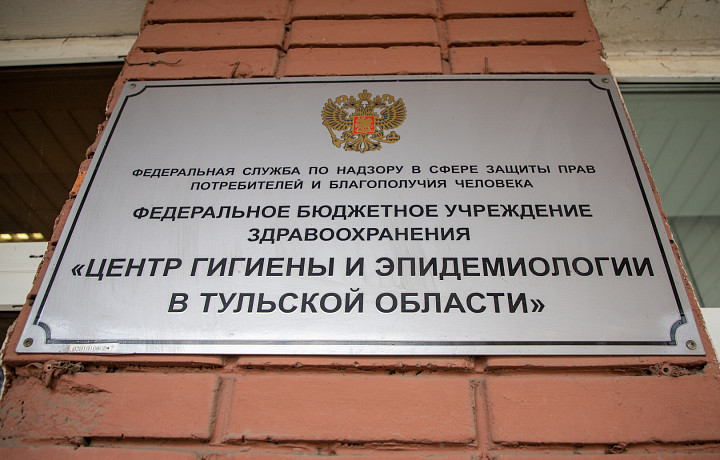 ФЕДЕРАЛЬНАЯ СЛУЖБА ПО НАДЗОРУ В СФЕРЕ ЗАЩИТЫ ПРАВ
ПОТРЕБИТЕЛЕЙ И БЛАГОПОЛУЧИЯ ЧЕЛОВЕКА
ФЕДЕРАЛЬНОЕ БЮДЖЕТНОЕ УЧРЕЖДЕНИЕ
ЗДРАВООХРАНЕНИЯ
«ЦЕНТР ГИГИЕНЫ И ЭПИДЕМИОЛОГИИ
В ТУЛЬСКОЙ ОБЛАСТИ»